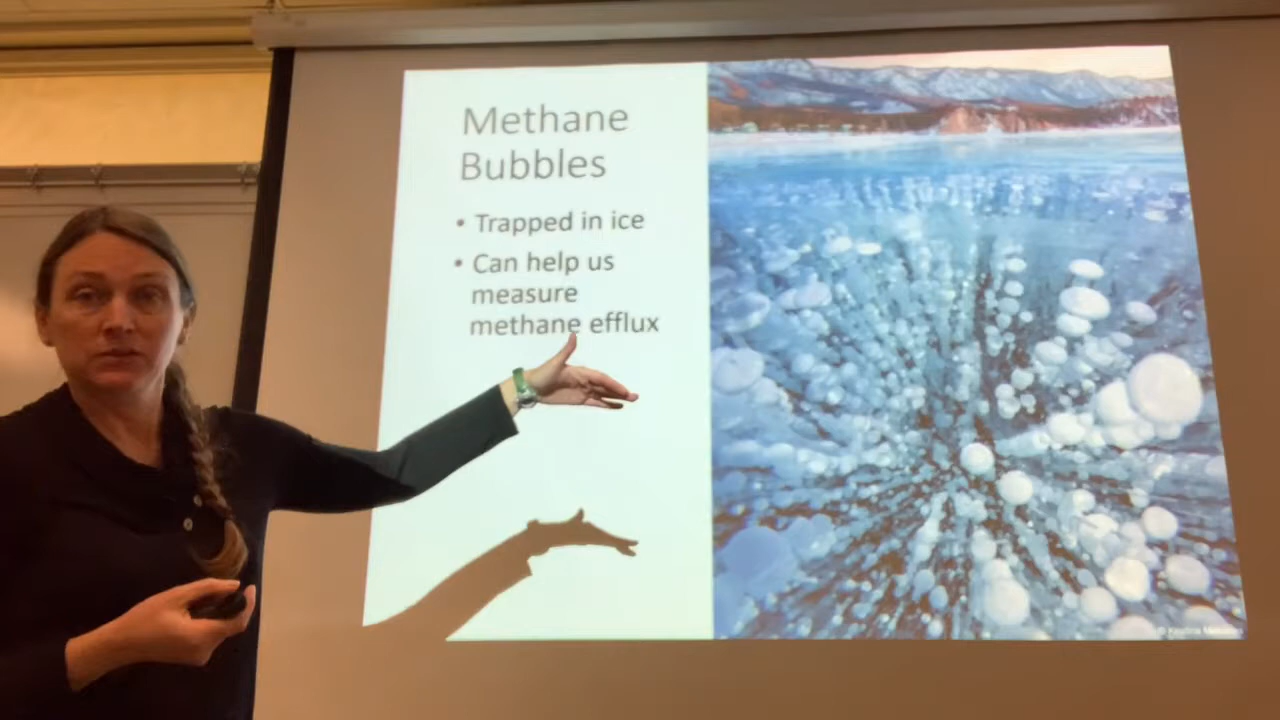 Methane
Bubbles
• Trapped in ice
• Can help us
measure
methane efflux